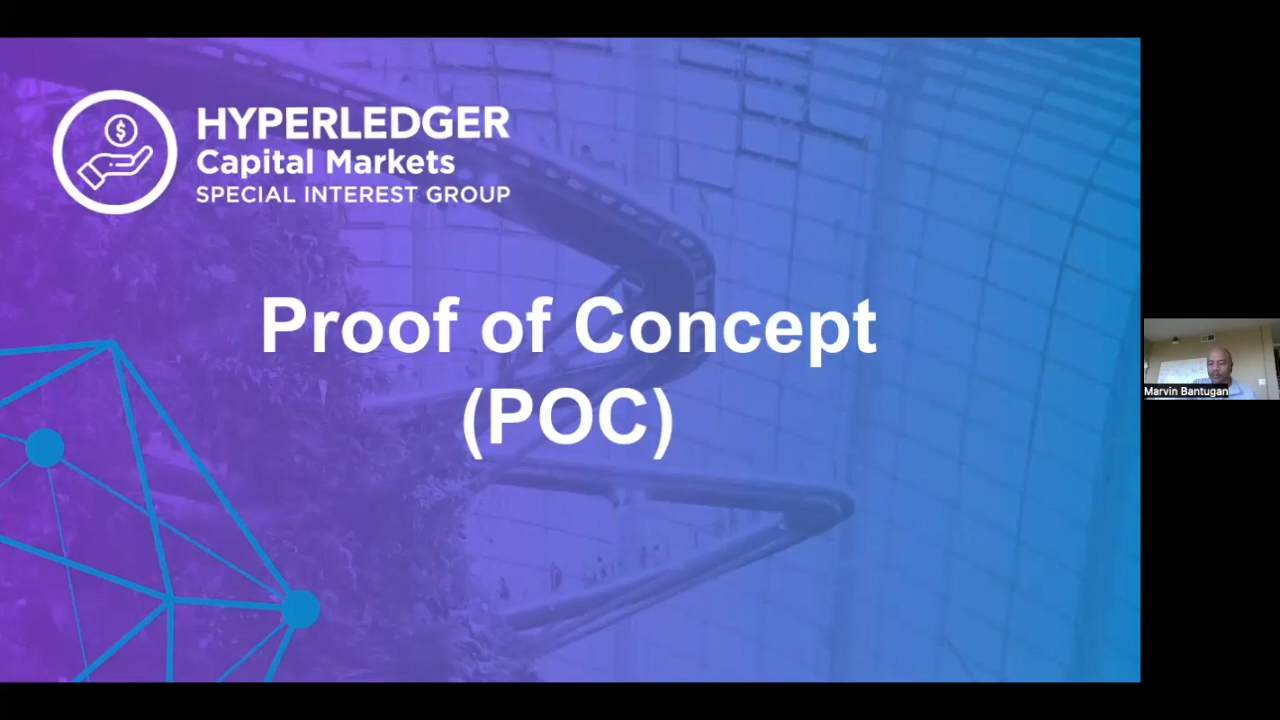 $
HYPERLEDGER
Capital Markets
SPECIAL INTEREST GROUP
Proof of Concept
(POC)
Marvin Bantugan